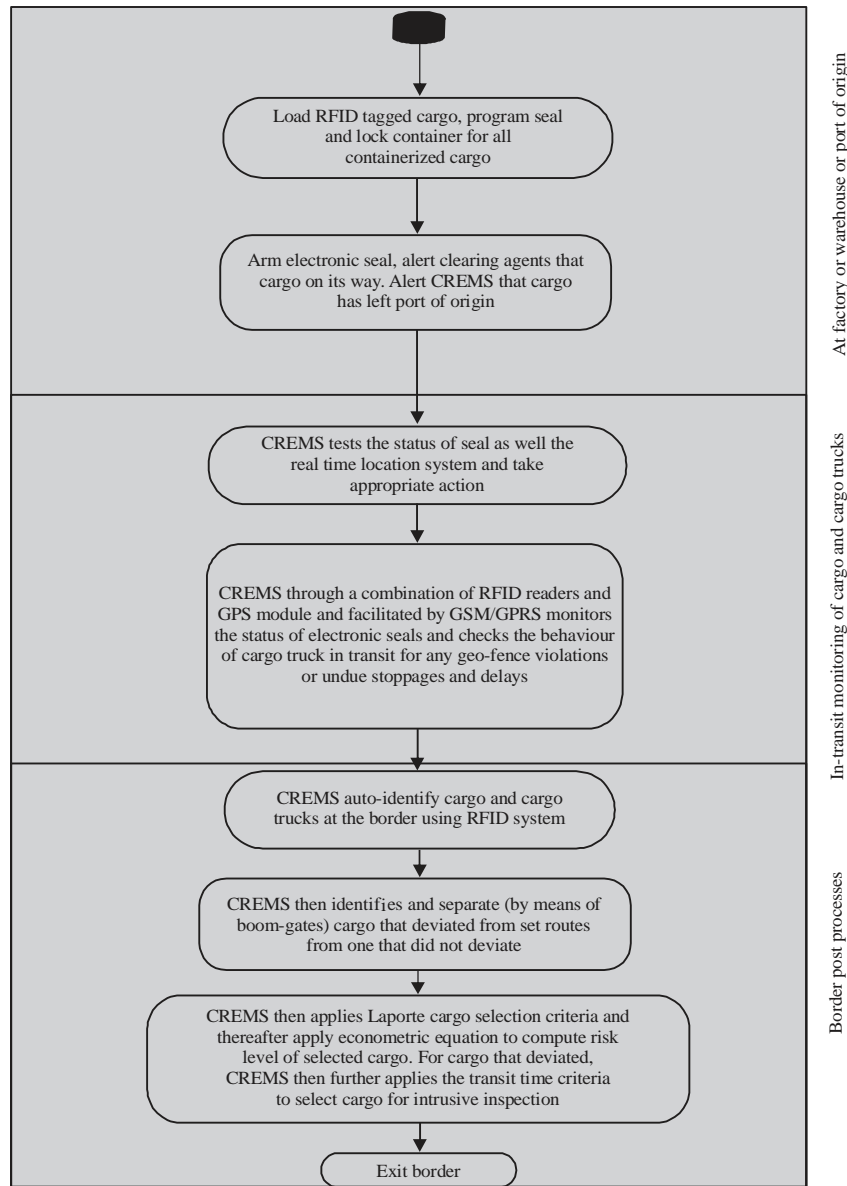 Load RFID tagged cargo, program seal
and lock container for all
containerized cargo
Arm electronic seal, alert clearing agents that
cargo on its way. Alert CREMS that cargo
has left port of origin
At factory or warehouse or port of origin
CREMS tests the status of seal as well the
real time location system and take
appropriate action
CREMS through a combination of RFID readers and
GPS module and facilitated by GSM/GPRS monitors
the status of electronic seals and checks the behaviour
of cargo truck in transit for any geo-fence violations
or undue stoppages and delays
In-transit monitoring of cargo and cargo trucks
CREMS auto-identify cargo and cargo
trucks at the border using RFID system
CREMS then identifies and separate (by means of
boom-gates) cargo that deviated from set routes
from one that did not deviate
CREMS then applies Laporte cargo selection criteria and
thereafter apply econometric equation to compute risk
level of selected cargo. For cargo that deviated,
CREMS then further applies the transit time criteria
to select cargo for intrusive inspection
Exit border
Border post processes